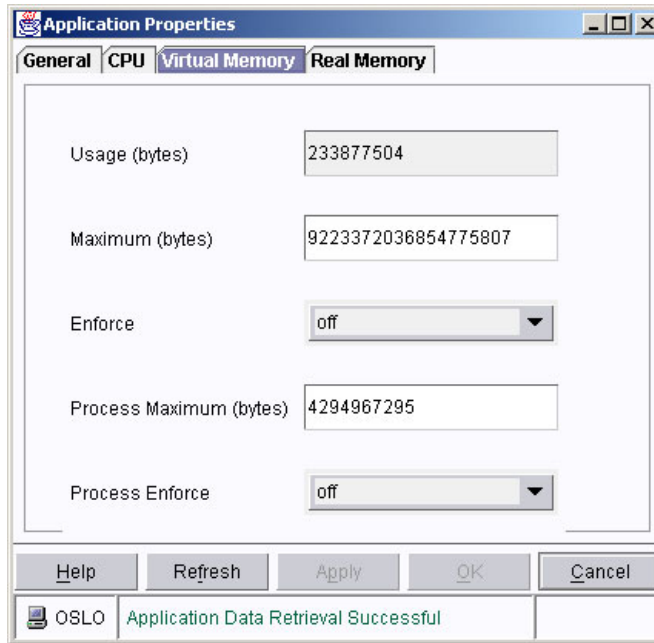 Application Properties
General CPU Virtual Memory Real Memory
Usage (bytes) 233877504
Maximum (bytes) 9223372036854775807
Enforce off
Process Maximum (bytes) 4294967295
Process Enforce off
Help Refresh Apply OK Cancel
OSLO Application Data Retrieval Successful